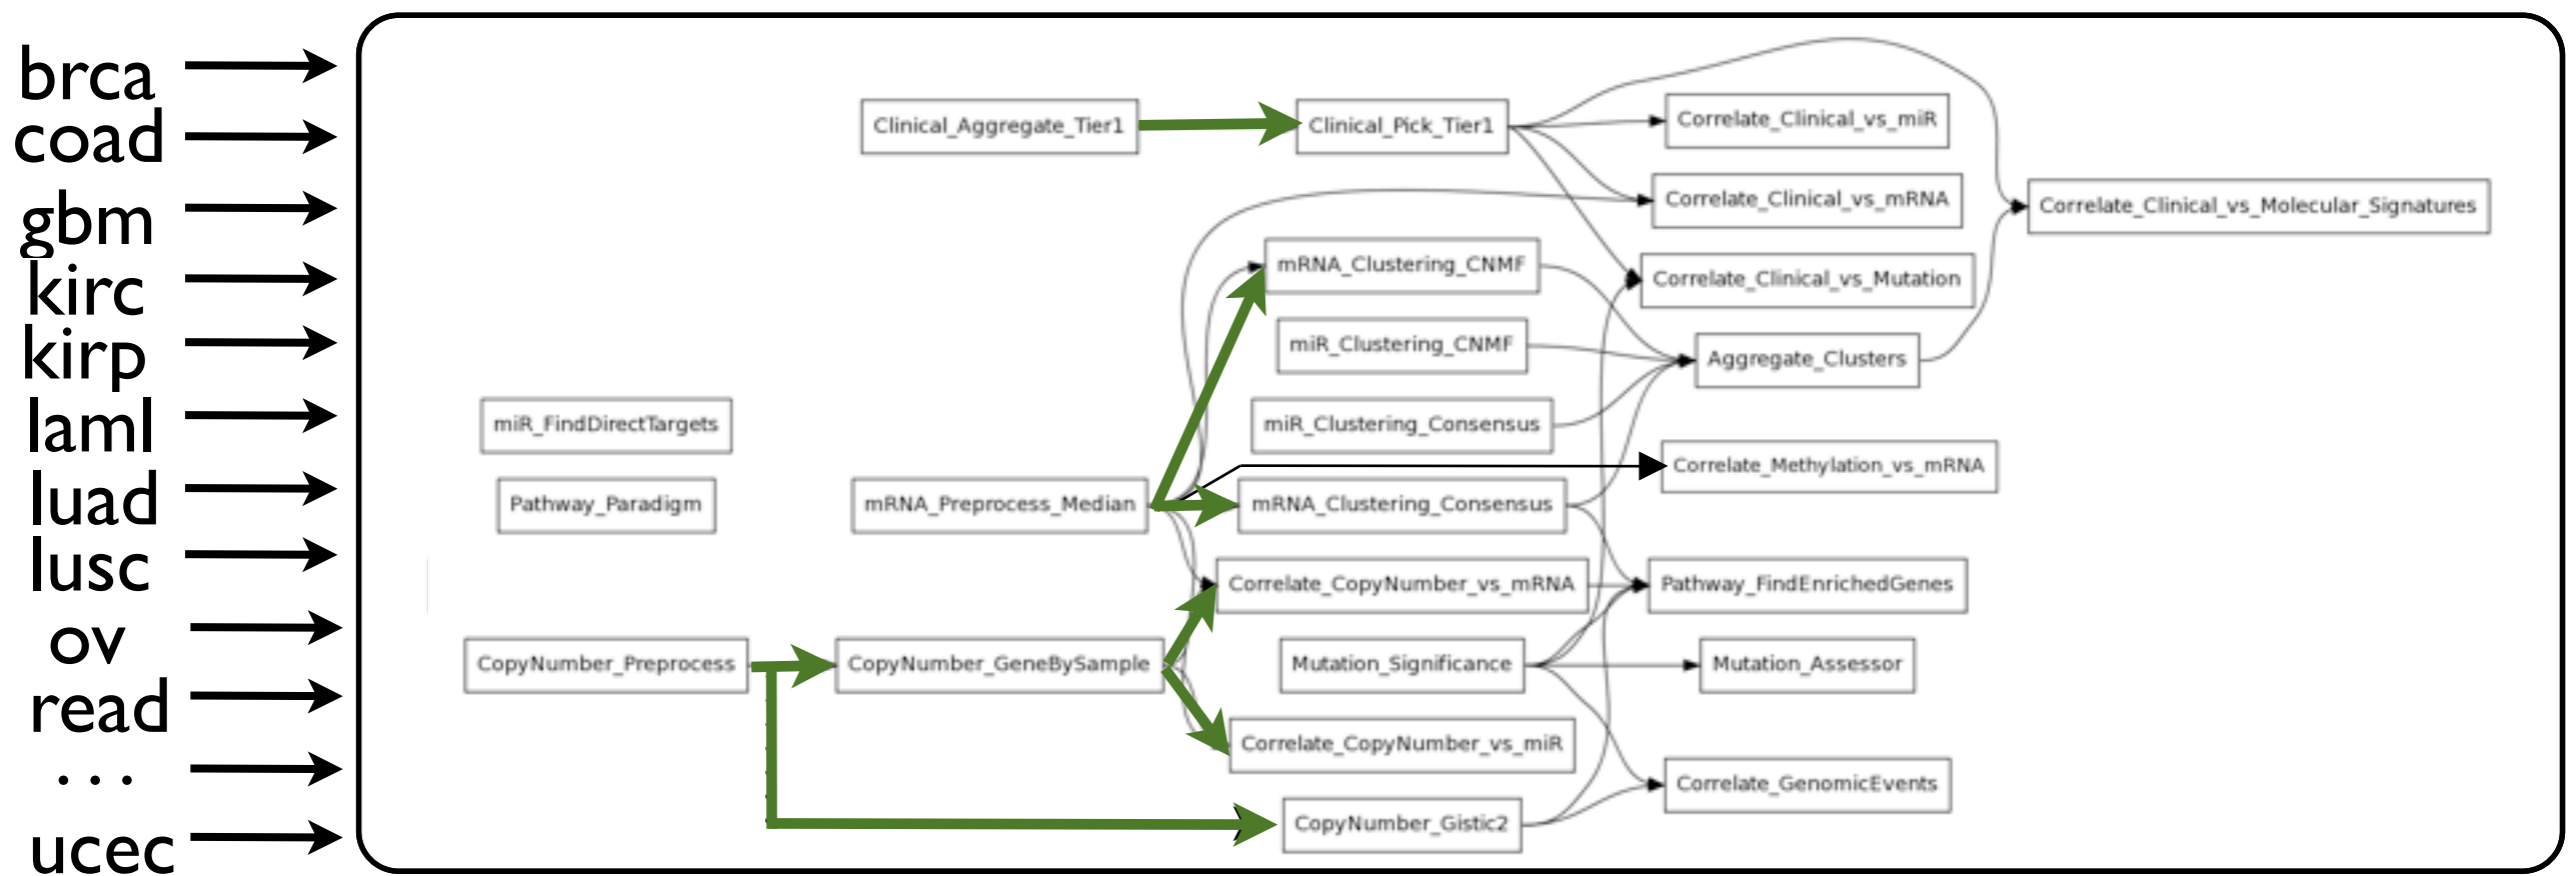 brca
coad
gbm
kirc
kirp
laml
luad
lusc
ov
read
. . .
ucec
Clinical_Aggregate_Tier1
Clinical_Pick_Tier1
Correlate_Clinical_vs_miR
Correlate_Clinical_vs_mRNA
Correlate_Clinical_vs_Molecular_Signatures
mRNA_Clustering_CNMF
Correlate_Clinical_vs_Mutation
miR_Clustering_CNMF
Aggregate_Clusters
miR_FindDirectTargets
miR_Clustering_Consensus
Correlate_Methylation_vs_mRNA
Pathway_Paradigm
mRNA_Preprocess_Median
mRNA_Clustering_Consensus
Correlate_CopyNumber_vs_mRNA
Pathway_FindEnrichedGenes
CopyNumber_Preprocess
CopyNumber_GeneBySample
Mutation_Significance
Mutation_Assessor
Correlate_CopyNumber_vs_miR
Correlate_GenomicEvents
CopyNumber_Gistic2